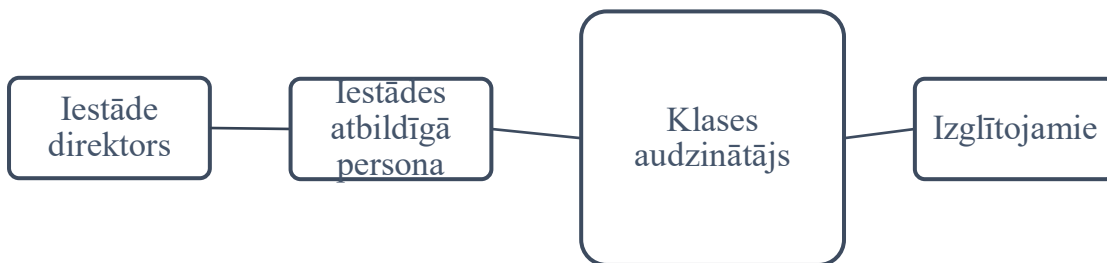 Iestāde
direktors
Iestādes
atbildīgā
persona
Klases
audzinātājs
Izglītojamie